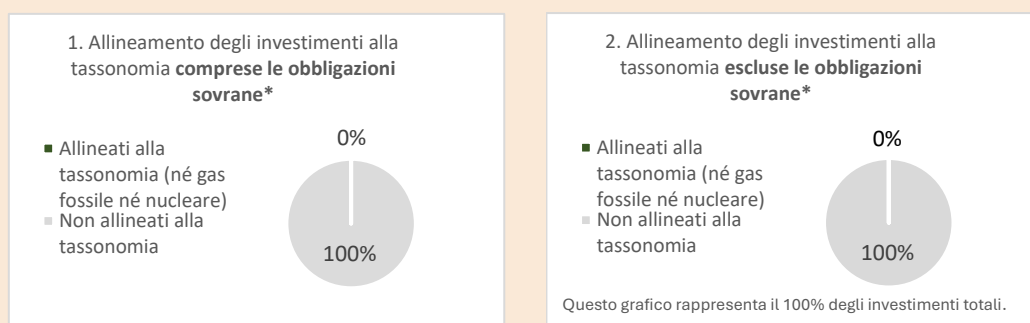 1. Allineamento degli investimenti alla
tassonomia comprese le obbligazioni
sovrane*
Allineati alla
tassonomia (né gas
fossile né nucleare)
Non allineati alla
tassonomia
0%
100%
2. Allineamento degli investimenti alla
tassonomia escluse le obbligazioni
sovrane*
Allineati alla
tassonomia (né gas
fossile né nucleare)
Non allineati alla
tassonomia
0%
100%
Questo grafico rappresenta il 100% degli investimenti totali.